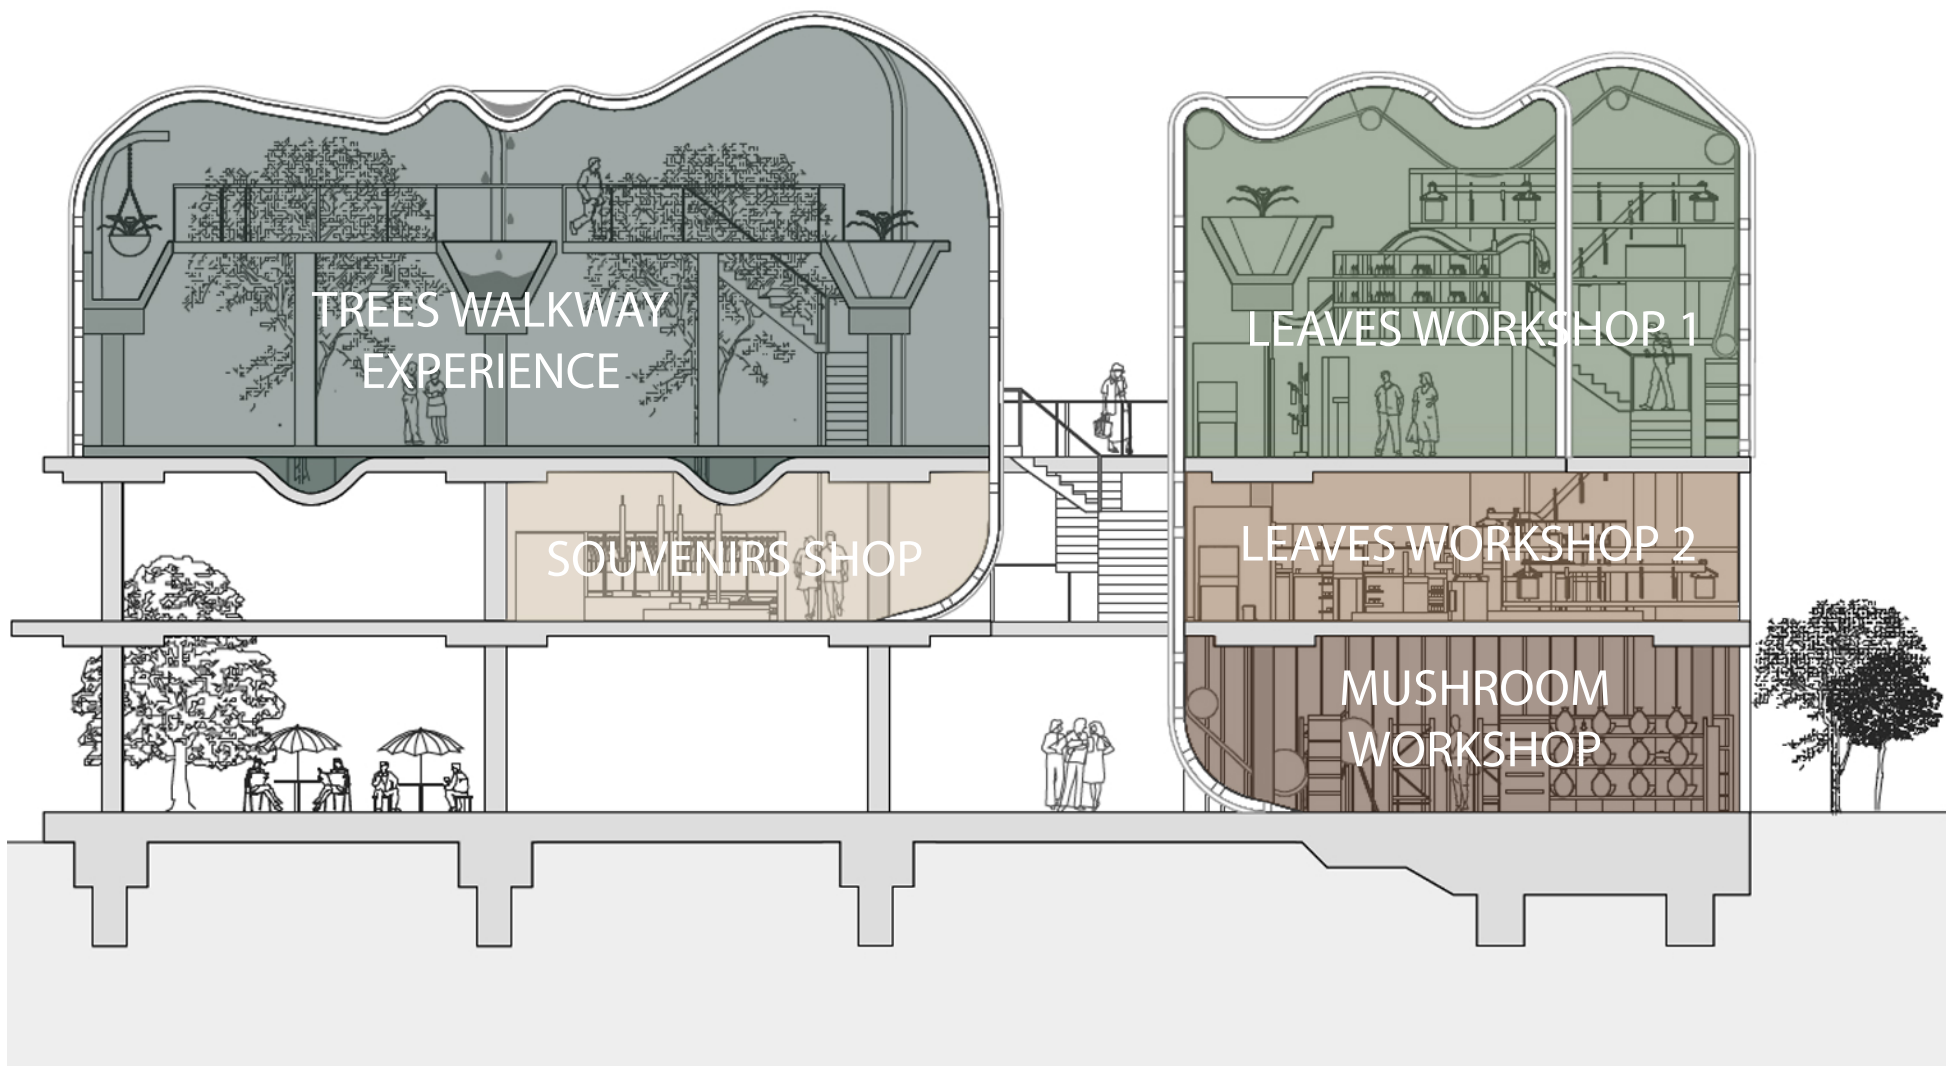 TREES WALKWAY
EXPERIENCE
LEAVES WORKSHOP 1
SOUVENIRS SHOP
LEAVES WORKSHOP 2
MUSHROOM
WORKSHOP